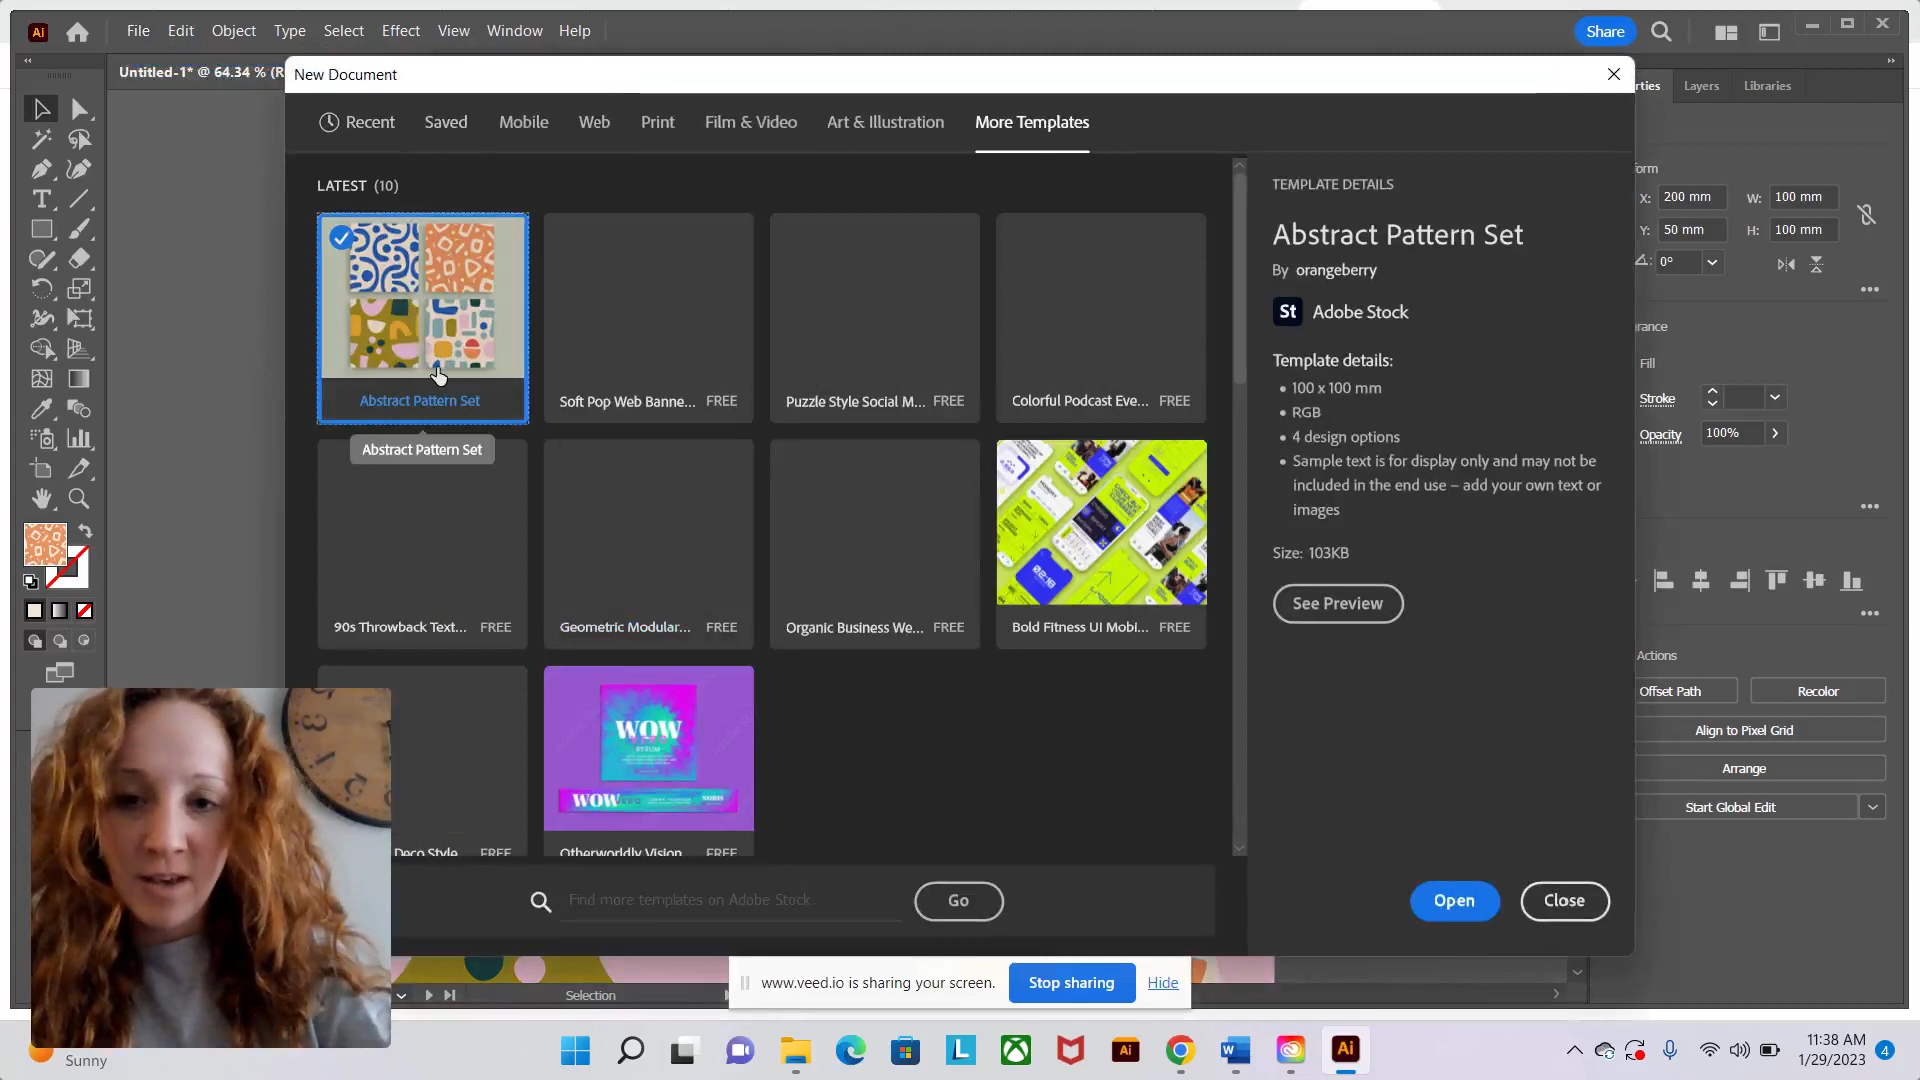 Ai File Edit Object Type Select Effect View Window Help Share
Untitled-1* @ 64.34 % (R
New Document
rties Layers Libraries
Recent Saved Mobile Web Print Film & Video Art & Illustration More Templates
LATEST (10)
Abstract Pattern Set
Soft Pop Web Banne... FREE
Puzzle Style Social M... FREE
Colorful Podcast Eve... FREE
Abstract Pattern Set
90s Throwback Text... FREE
Geometric Modular... FREE
Organic Business We... FREE
Bold Fitness UI Mobi... FREE
WOW
WOW
Deco Style FREE
Otherworldly Vision FREE
Find more templates on Adobe Stock.
Go
TEMPLATE DETAILS
Abstract Pattern Set
By orangeberry
St Adobe Stock
Template details:
• 100 x 100 mm
• RGB
• 4 design options
• Sample text is for display only and may not be
included in the end use – add your own text or
images
Size: 103KB
See Preview
Open Close
orm
X: 200 mm W: 100 mm
Y: 50 mm H: 100 mm
0°
rance
Fill
Stroke
Opacity 100%
Actions
Offset Path Recolor
Align to Pixel Grid
Arrange
Start Global Edit
Selection
www.veed.io is sharing your screen. Stop sharing Hide
Sunny
11:38 AM
1/29/2023
4